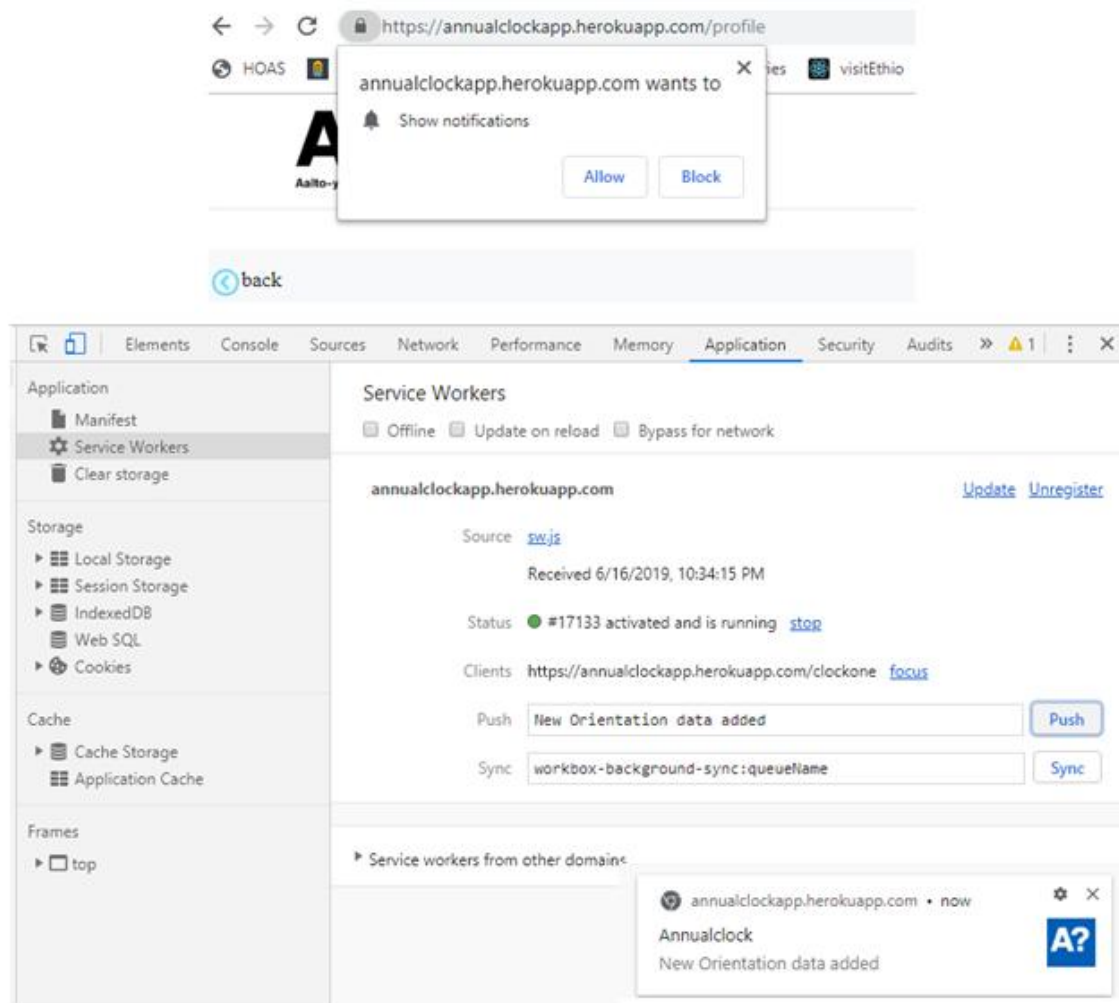 https://annualclockapp.herokuapp.com/profile
HOAS
ies
visitEthio
annualclockapp.herokuapp.com wants to
Show notifications
Allow
Block
A
Aalto-y
back
Elements Console Sources Network Performance Memory Application Security Audits » 1
Application
Manifest
Service Workers
Clear storage
Storage
Local Storage
Session Storage
IndexedDB
Web SQL
Cookies
Cache
Cache Storage
Application Cache
Frames
top
Service Workers
Offline Update on reload Bypass for network
annualclockapp.herokuapp.com Update Unregister
Source sw.js
Received 6/16/2019, 10:34:15 PM
Status #17133 activated and is running stop
Clients https://annualclockapp.herokuapp.com/clockone focus
Push New Orientation data added Push
Sync workbox-background-sync:queueName Sync
Service workers from other domains
annualclockapp.herokuapp.com • now
Annualclock
New Orientation data added
A?